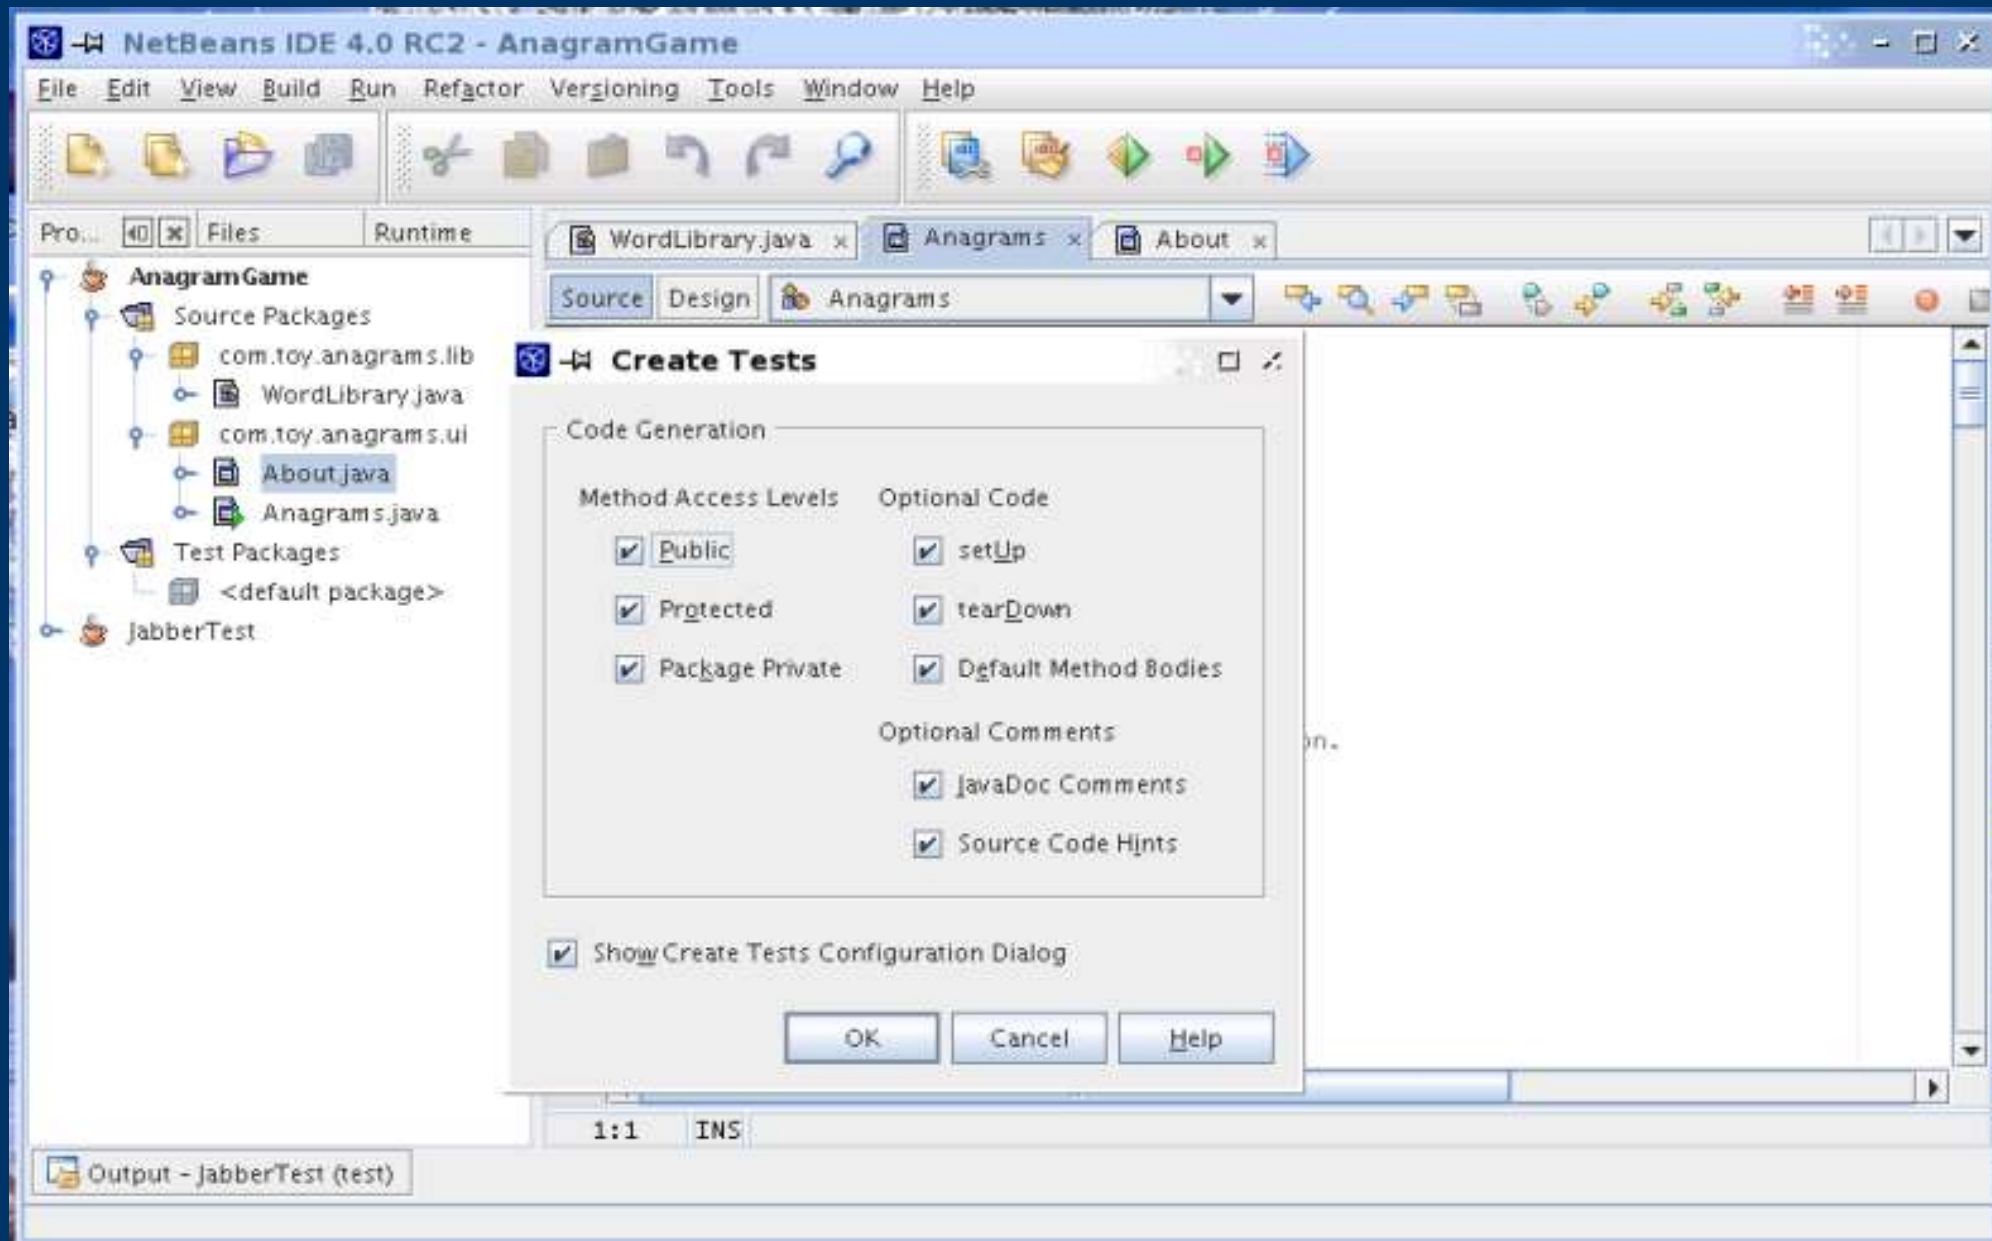 NetBeans IDE 4.0 RC2 - AnagramGame
File Edit View Build Run Refactor Versioning Tools Window Help
Pro... Files Runtime
WordLibrary.java Anagrams About
Source Design Anagrams
AnagramGame
Source Packages
com.toy.anagrams.lib
WordLibrary.java
com.toy.anagrams.ui
About.java
Anagrams.java
Test Packages
<default package>
JabberTest
Create Tests
Code Generation
Method Access Levels
Public
Protected
Package Private
Optional Code
setUp
tearDown
Default Method Bodies
Optional Comments
JavaDoc Comments
Source Code Hints
Show Create Tests Configuration Dialog
OK Cancel Help
1:1 INS
Output - JabberTest (test)